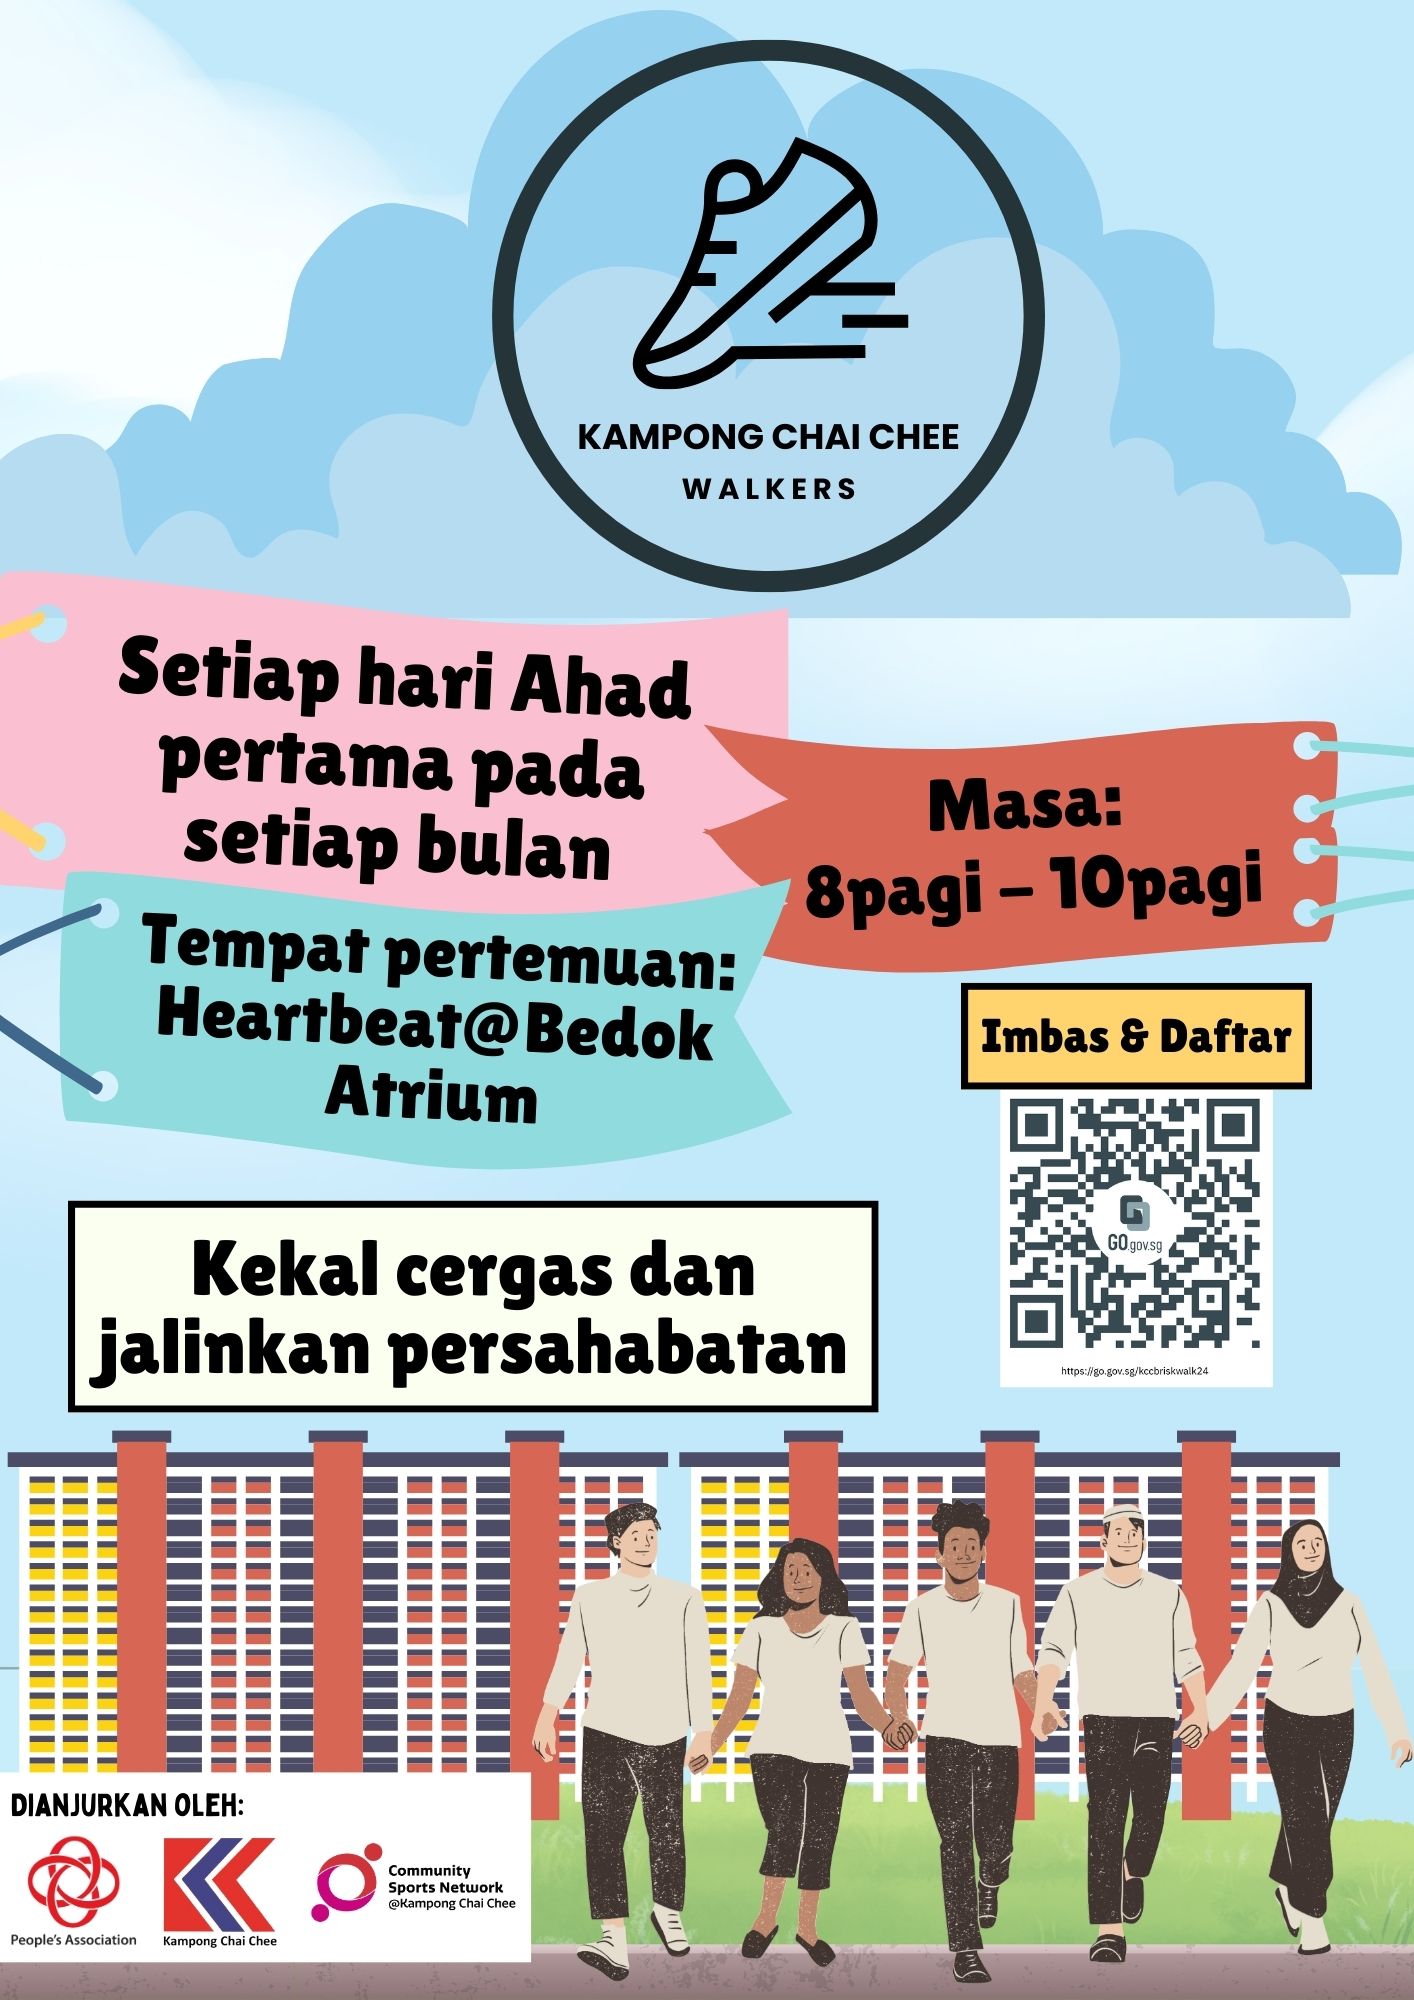 KAMPONG CHAI CHEE
WALKERS
Setiap hari Ahad
pertama pada
setiap bulan
Masa:
8pagi – 10pagi
Tempat pertemuan:
Heartbeat@Bedok
Atrium
Imbas & Daftar
GO.gov.sg
https://go.gov.sg/kccbriskwalk24
Kekal cergas dan
jalinkan persahabatan
DIANJURKAN OLEH:
People's Association
Kampong Chai Chee
Community
Sports Network
@Kampong Chai Chee